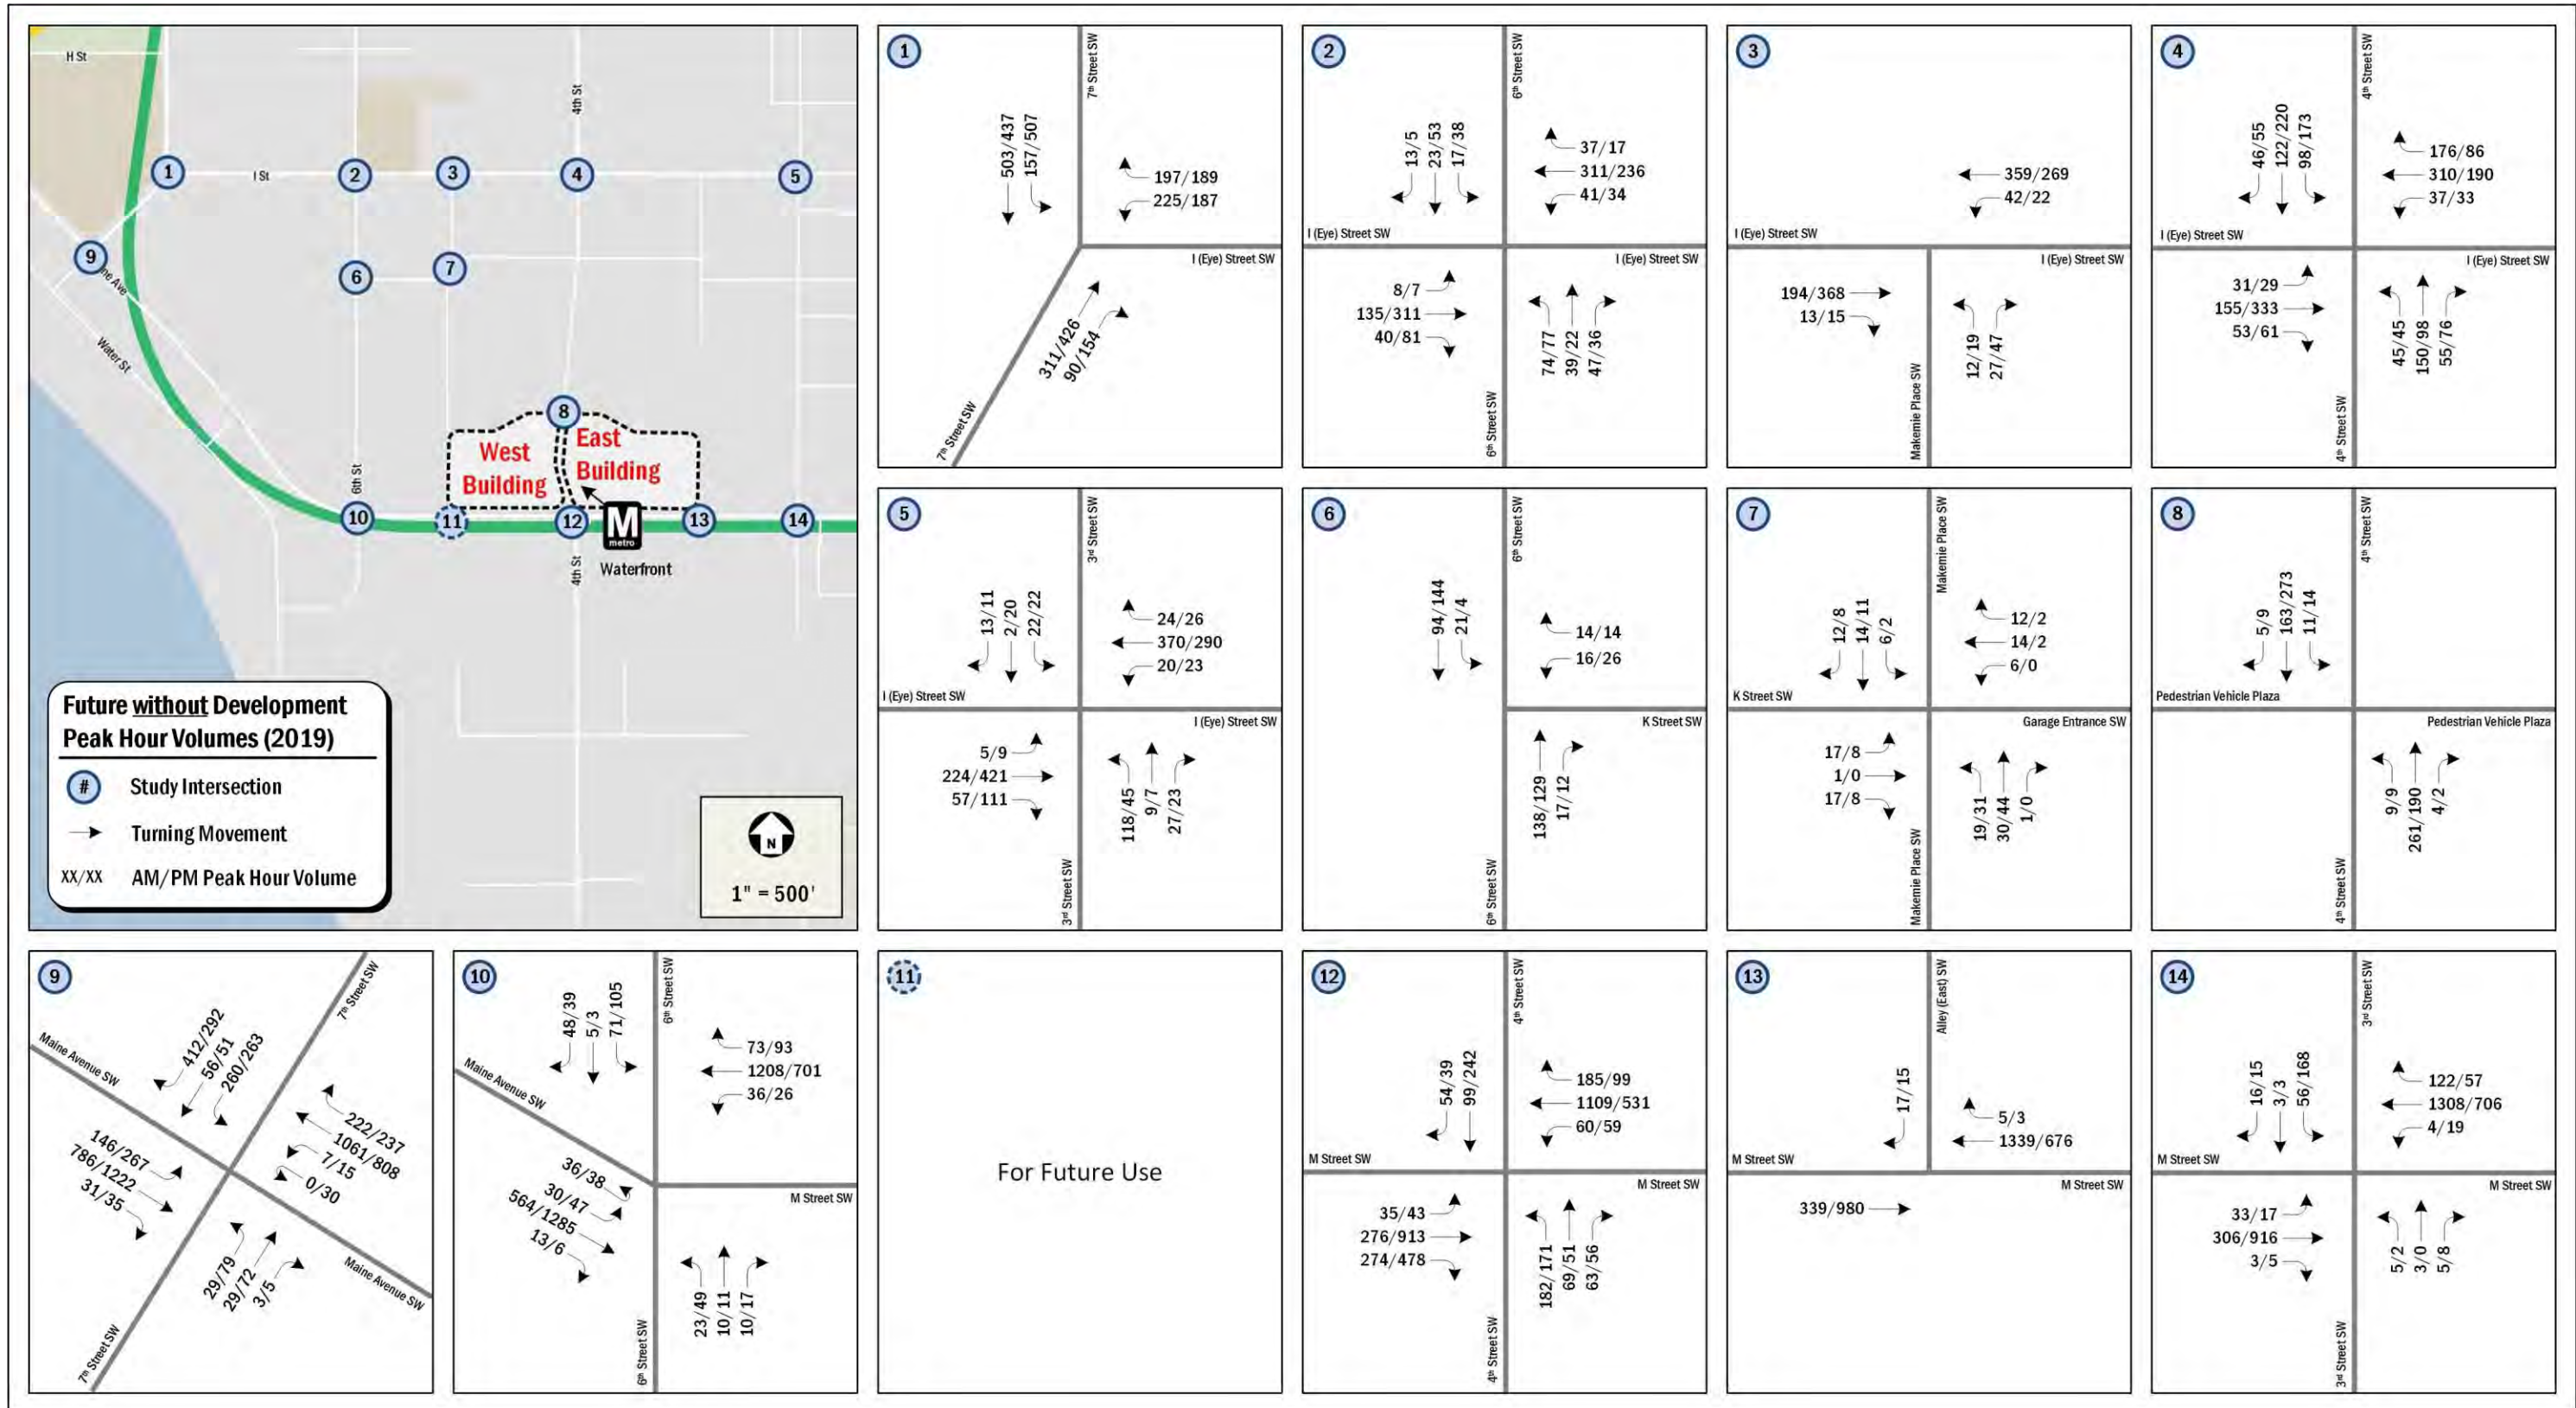 H St
4th St
1
I St
2
3
4
5
9
ne Ave
6
7
Water St
8
West
Building
East
Building
6th St
10
11
12
M
metro
13
14
4th St
Waterfront
Future without Development
Peak Hour Volumes (2019)
# Study Intersection
Turning Movement
XX/XX AM/PM Peak Hour Volume
N
1" = 500'
1
7th Street SW
503/437
157/507
197/189
225/187
I (Eye) Street SW
311/426
90/154
7th Street SW
2
6th Street SW
13/5
23/53
17/38
37/17
311/236
41/34
I (Eye) Street SW
I (Eye) Street SW
8/7
135/311
40/81
74/77
39/22
47/36
6th Street SW
3
359/269
42/22
I (Eye) Street SW
I (Eye) Street SW
194/368
13/15
12/19
27/47
Makemie Place SW
4
4th Street SW
46/55
122/220
98/173
176/86
310/190
37/33
I (Eye) Street SW
I (Eye) Street SW
31/29
155/333
53/61
45/45
150/98
55/76
4th Street SW
5
3rd Street SW
13/11
2/20
22/22
24/26
370/290
20/23
I (Eye) Street SW
I (Eye) Street SW
5/9
224/421
57/111
118/45
9/7
27/23
3rd Street SW
6
6th Street SW
94/144
21/4
14/14
16/26
K Street SW
138/129
17/12
6th Street SW
7
Makemie Place SW
12/8
14/11
6/2
12/2
14/2
6/0
K Street SW
Garage Entrance SW
17/8
1/0
17/8
19/31
30/44
1/0
Makemie Place SW
8
4th Street SW
5/9
163/273
11/14
Pedestrian Vehicle Plaza
Pedestrian Vehicle Plaza
9/9
261/190
4/2
4th Street SW
9
7th Street SW
Maine Avenue SW
412/292
56/51
260/263
222/237
1061/808
7/15
0/30
146/267
786/1222
31/35
29/79
29/72
3/5
Maine Avenue SW
7th Street SW
10
6th Street SW
48/39
5/3
71/105
73/93
1208/701
36/26
Maine Avenue SW
M Street SW
36/38
30/47
564/1285
13/6
23/49
10/11
10/17
6th Street SW
11
For Future Use
12
4th Street SW
54/39
99/242
185/99
1109/531
60/59
M Street SW
M Street SW
35/43
276/913
274/478
182/171
69/51
63/56
4th Street SW
13
Alley (East) SW
17/15
5/3
1339/676
M Street SW
M Street SW
339/980
14
3rd Street SW
16/15
3/3
56/168
122/57
1308/706
4/19
M Street SW
M Street SW
33/17
306/916
3/5
5/2
3/0
5/8
3rd Street SW